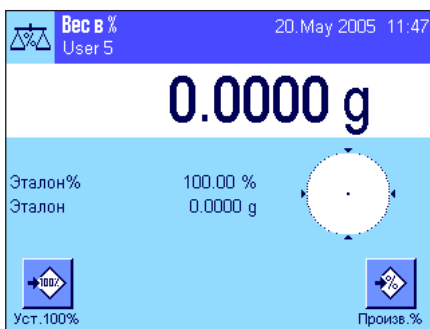 Вес в % 20.May 2005 11:47
User 5
0.0000 g
Эталон% 100.00 %
Эталон 0.0000 g
100% %
Уст.100% Произв.%